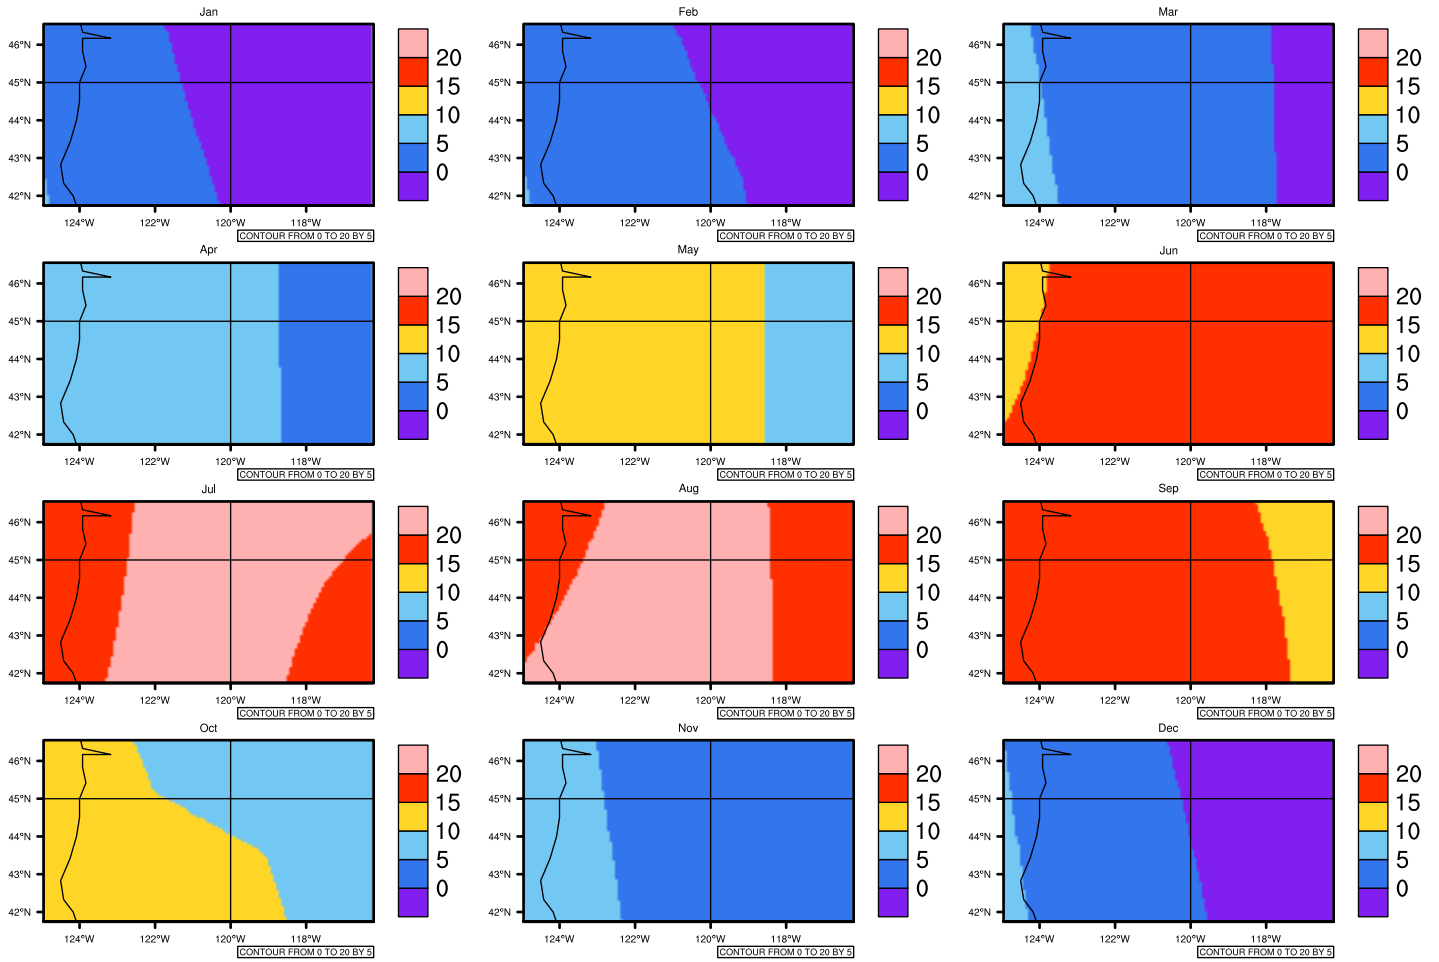 Jan Feb Mar
46°N 20 46°N 20 46°N 20
45°N 15 45°N 15 45°N 15
44°N 10 44°N 10 44°N 10
43°N 5 43°N 5 43°N 5
42°N 0 42°N 0 42°N 0
124°W 122°W 120°W 118°W 124°W 122°W 120°W 118°W 124°W 122°W 120°W 118°W
CONTOUR FROM 0 TO 20 BY 5 CONTOUR FROM 0 TO 20 BY 5 CONTOUR FROM 0 TO 20 BY 5
Apr May Jun
46°N 20 46°N 20 46°N 20
45°N 15 45°N 15 45°N 15
44°N 10 44°N 10 44°N 10
43°N 5 43°N 5 43°N 5
42°N 0 42°N 0 42°N 0
124°W 122°W 120°W 118°W 124°W 122°W 120°W 118°W 124°W 122°W 120°W 118°W
CONTOUR FROM 0 TO 20 BY 5 CONTOUR FROM 0 TO 20 BY 5 CONTOUR FROM 0 TO 20 BY 5
Jul Aug Sep
46°N 20 46°N 20 46°N 20
45°N 15 45°N 15 45°N 15
44°N 10 44°N 10 44°N 10
43°N 5 43°N 5 43°N 5
42°N 0 42°N 0 42°N 0
124°W 122°W 120°W 118°W 124°W 122°W 120°W 118°W 124°W 122°W 120°W 118°W
CONTOUR FROM 0 TO 20 BY 5 CONTOUR FROM 0 TO 20 BY 5 CONTOUR FROM 0 TO 20 BY 5
Oct Nov Dec
46°N 20 46°N 20 46°N 20
45°N 15 45°N 15 45°N 15
44°N 10 44°N 10 44°N 10
43°N 5 43°N 5 43°N 5
42°N 0 42°N 0 42°N 0
124°W 122°W 120°W 118°W 124°W 122°W 120°W 118°W 124°W 122°W 120°W 118°W
CONTOUR FROM 0 TO 20 BY 5 CONTOUR FROM 0 TO 20 BY 5 CONTOUR FROM 0 TO 20 BY 5